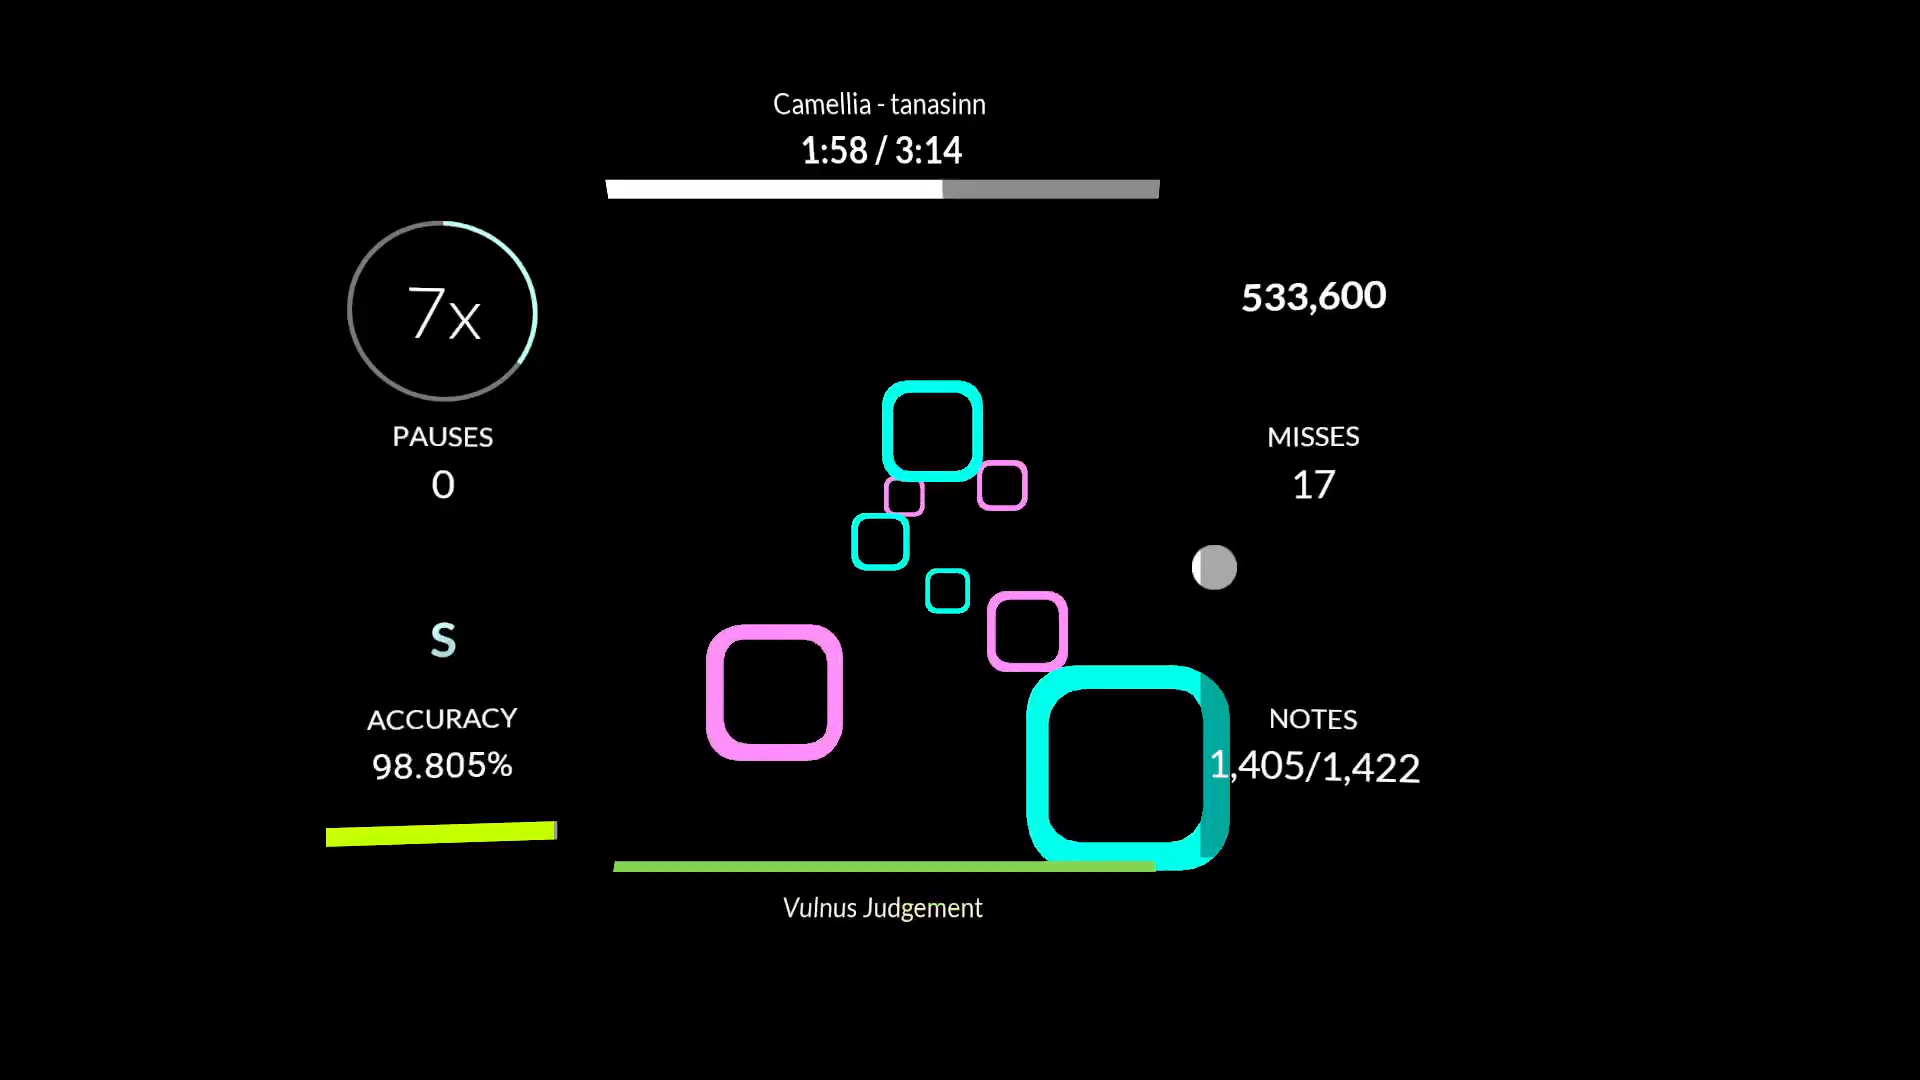 Camellia - tanasinn
1:58 / 3:14
7x
533,600
PAUSES
0
MISSES
17
S
ACCURACY
98.805%
NOTES
1,405/1,422
Vulnus Judgement